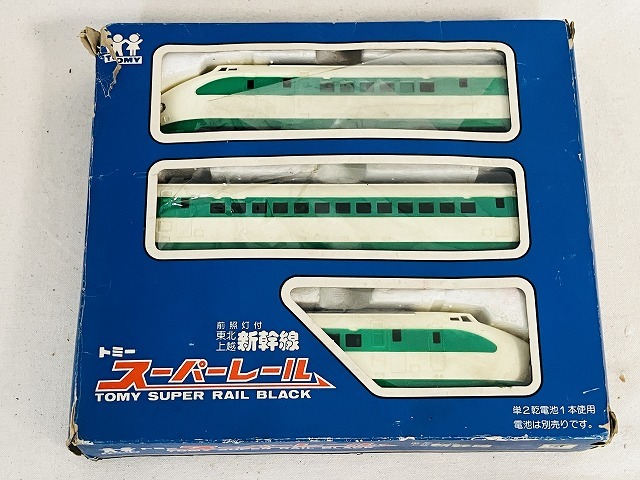 TOMY
前照灯付
東北
上越 新幹線
トミー
スーパーレール
TOMY SUPER RAIL BLACK
単2乾電池1本使用
電池は別売りです。